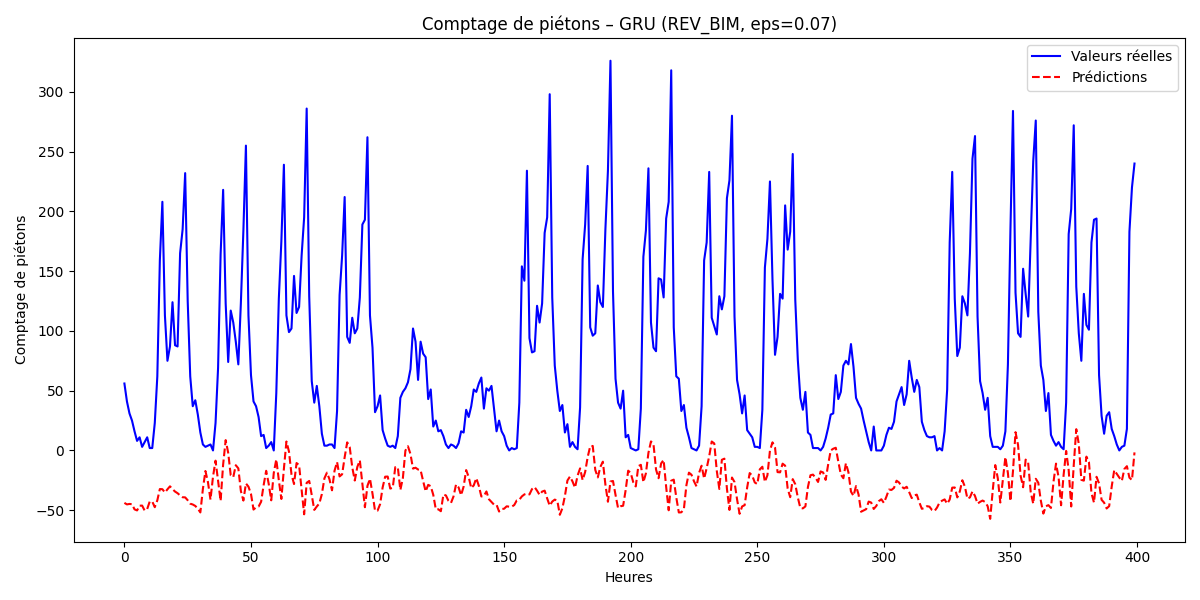 Comptage de piétons – GRU (REV_BIM, eps=0.07)
Valeurs réelles
Prédictions
Comptage de piétons
300
250
200
150
100
50
0
−50
0 50 100 150 200 250 300 350 400
Heures